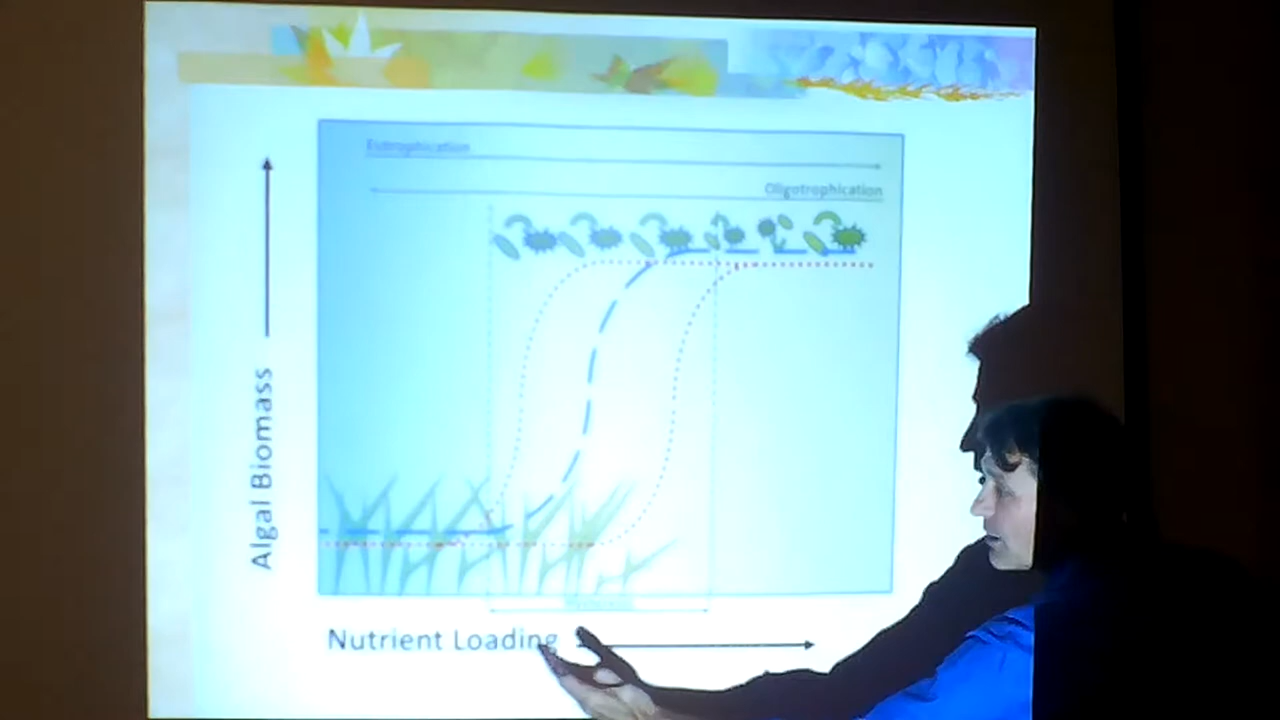 Eutrophication
Oligotrophication
Algal Biomass
Nutrient Loading